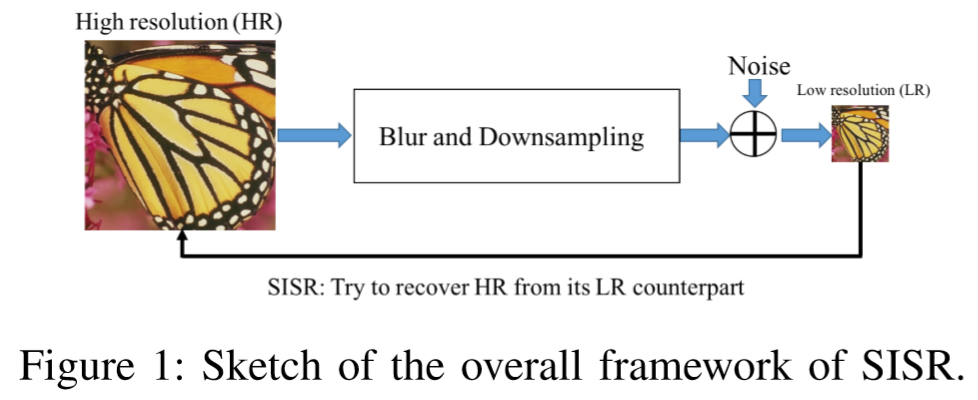 High resolution (HR)
Noise
Low resolution (LR)
Blur and Downsampling
SISR: Try to recover HR from its LR counterpart
Figure 1: Sketch of the overall framework of SISR.